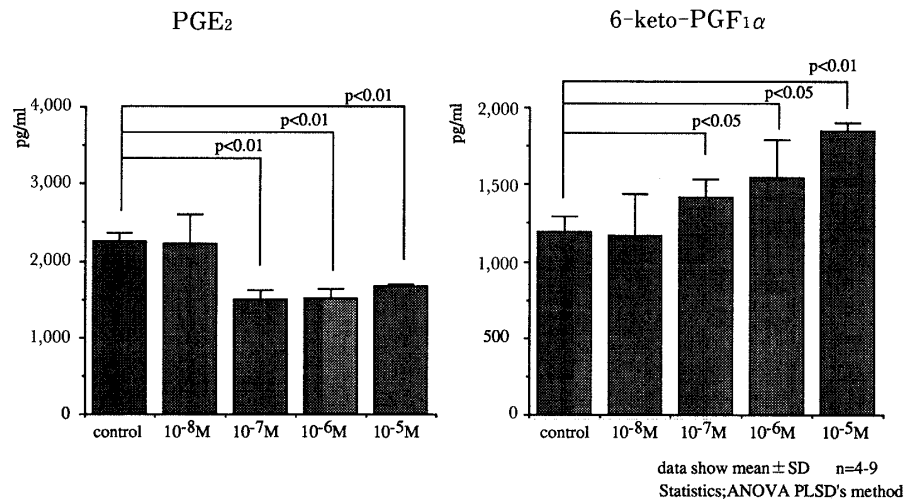 PGE₂
pg/ml
4,000
3,000
2,000
1,000
0
p<0.01
p<0.01
p<0.01
control
10⁻⁸M
10⁻⁷M
10⁻⁶M
10⁻⁵M
6-keto-PGF₁α
pg/ml
2,000
1,500
1,000
500
0
p<0.01
p<0.05
p<0.05
control
10⁻⁸M
10⁻⁷M
10⁻⁶M
10⁻⁵M
data show mean±SD n=4-9
Statistics;ANOVA PLSD's method